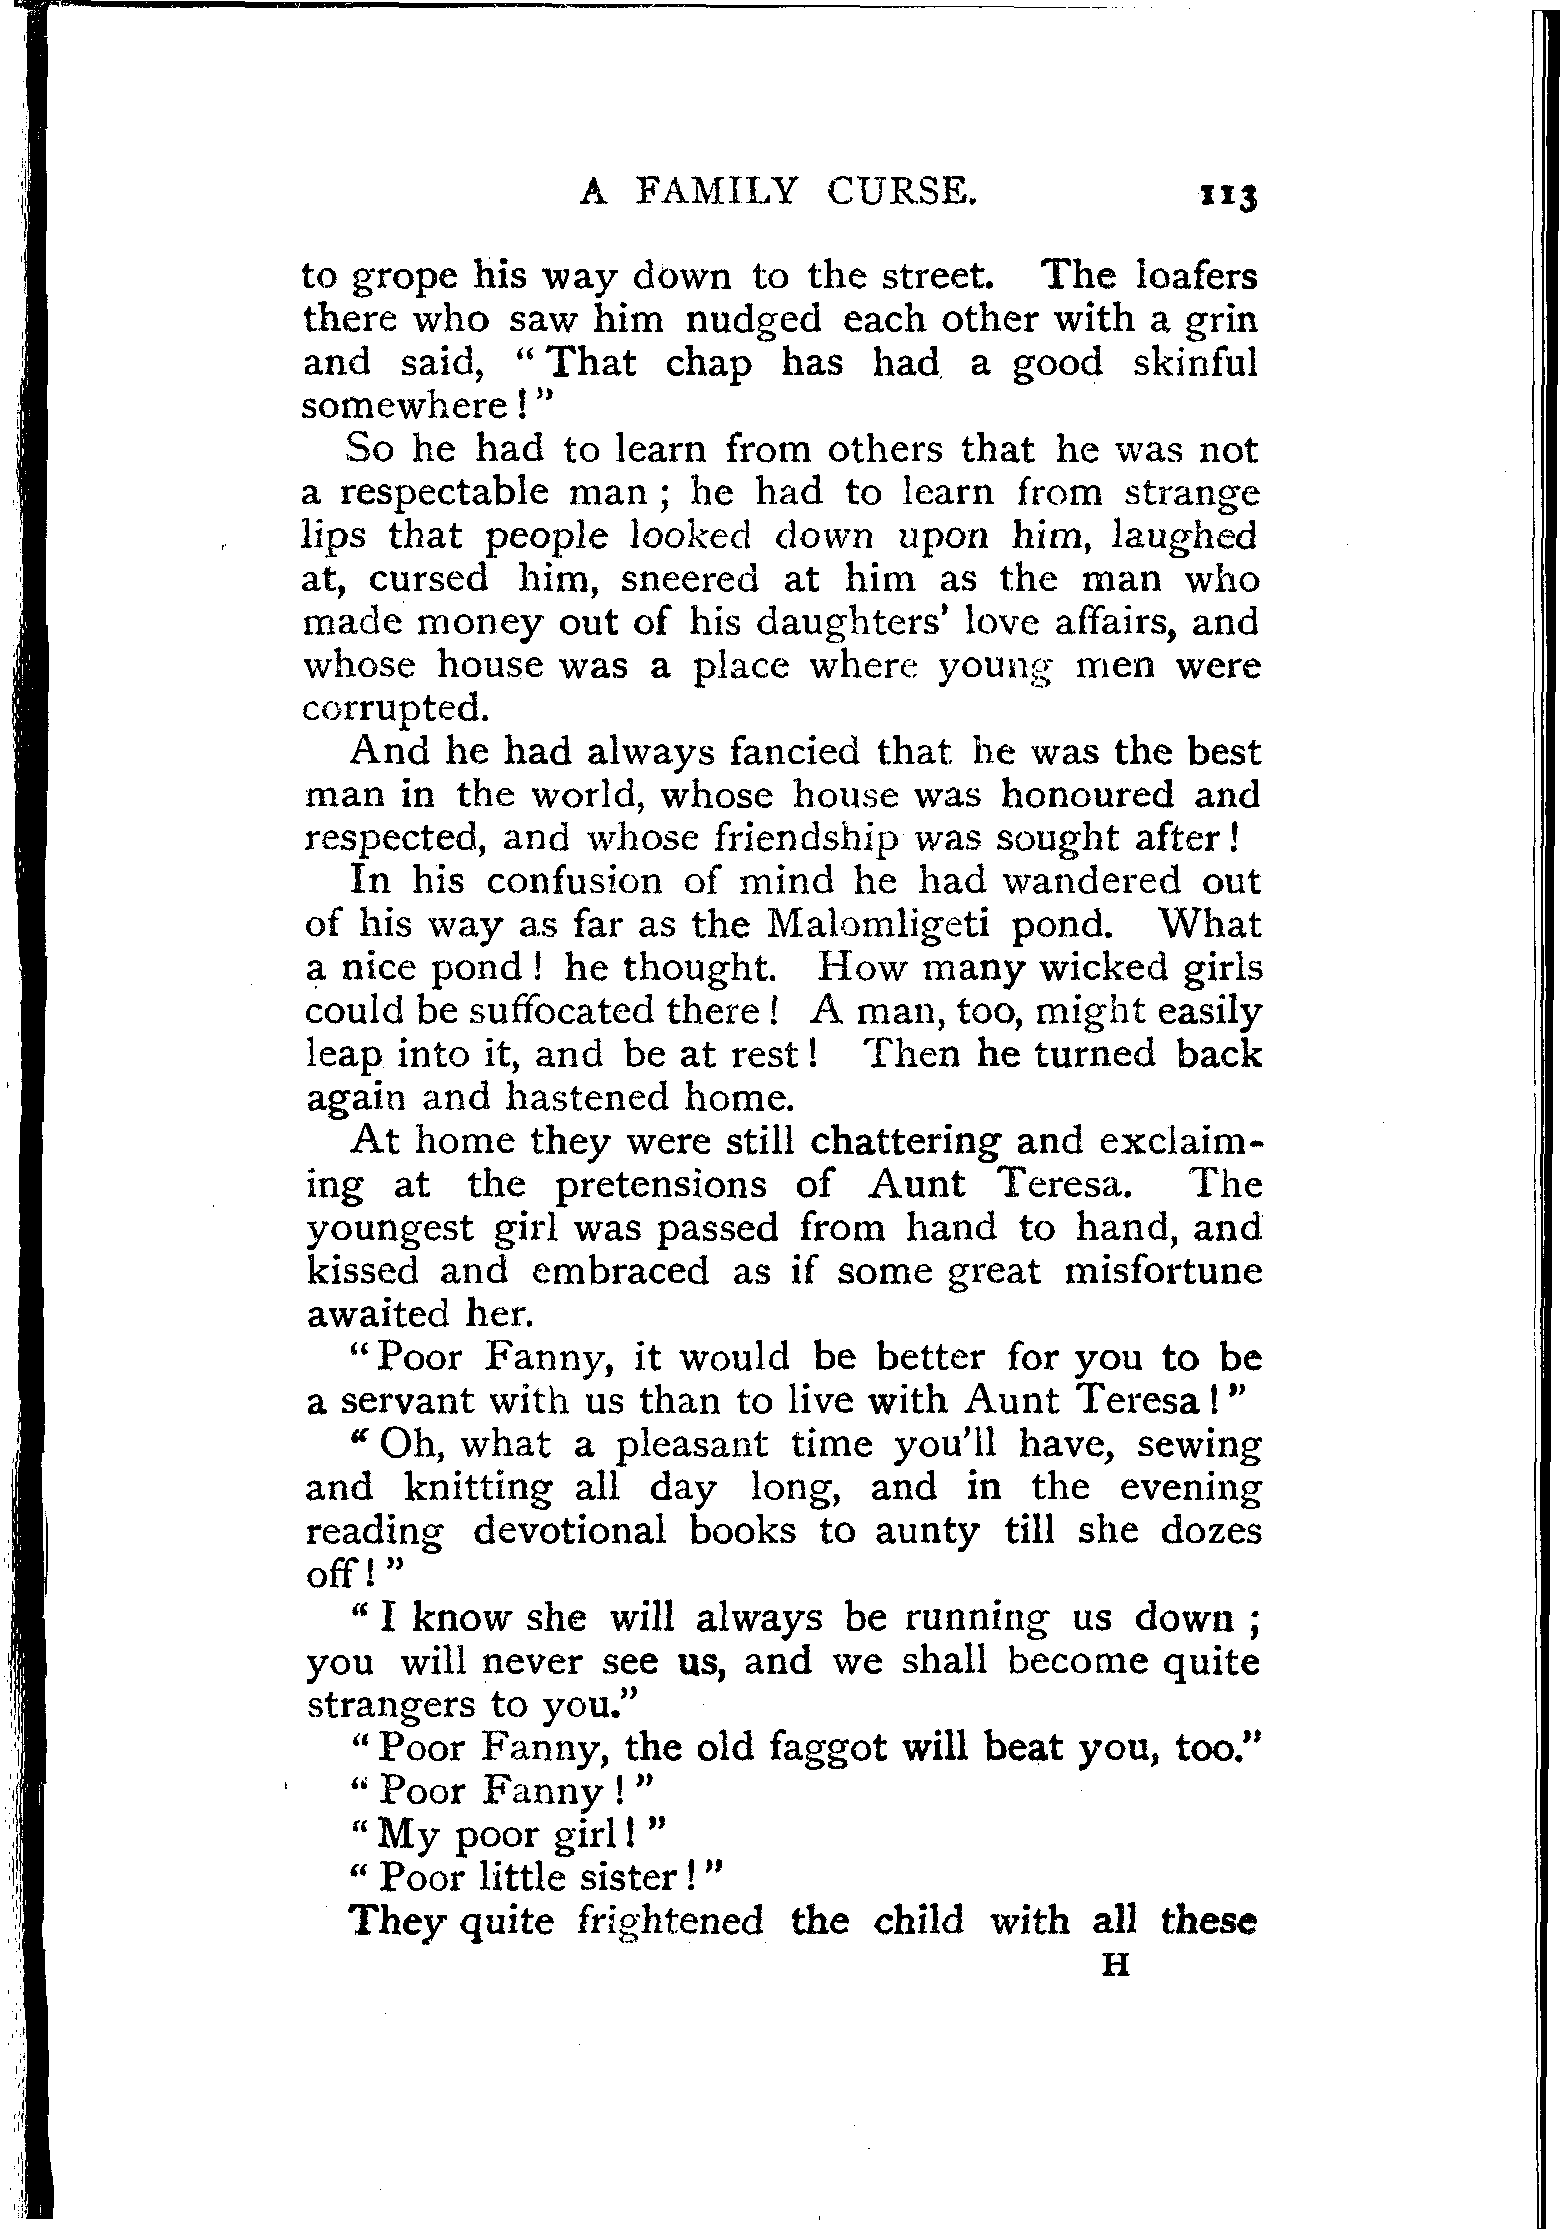 A FAMILY CURSE. 113
to grope his way down to the street. The loafers
there who saw him nudged each other with a grin
and said, “That chap has had a good skinful
somewhere!”
So he had to learn from others that he was not
a respectable man; he had to learn from strange
lips that people looked down upon him, laughed
at, cursed him, sneered at him as the man who
made money out of his daughters’ love affairs, and
whose house was a place where young men were
corrupted.
And he had always fancied that he was the best
man in the world, whose house was honoured and
respected, and whose friendship was sought after!
In his confusion of mind he had wandered out
of his way as far as the Malomligeti pond. What
a nice pond! he thought. How many wicked girls
could be suffocated there! A man, too, might easily
leap into it, and be at rest! Then he turned back
again and hastened home.
At home they were still chattering and exclaim-
ing at the pretensions of Aunt Teresa. The
youngest girl was passed from hand to hand, and
kissed and embraced as if some great misfortune
awaited her.
“Poor Fanny, it would be better for you to be
a servant with us than to live with Aunt Teresa!”
“Oh, what a pleasant time you’ll have, sewing
and knitting all day long, and in the evening
reading devotional books to aunty till she dozes
off!”
“I know she will always be running us down;
you will never see us, and we shall become quite
strangers to you.”
“Poor Fanny, the old faggot will beat you, too.”
“Poor Fanny!”
“My poor girl!”
“Poor little sister!”
They quite frightened the child with all these
H